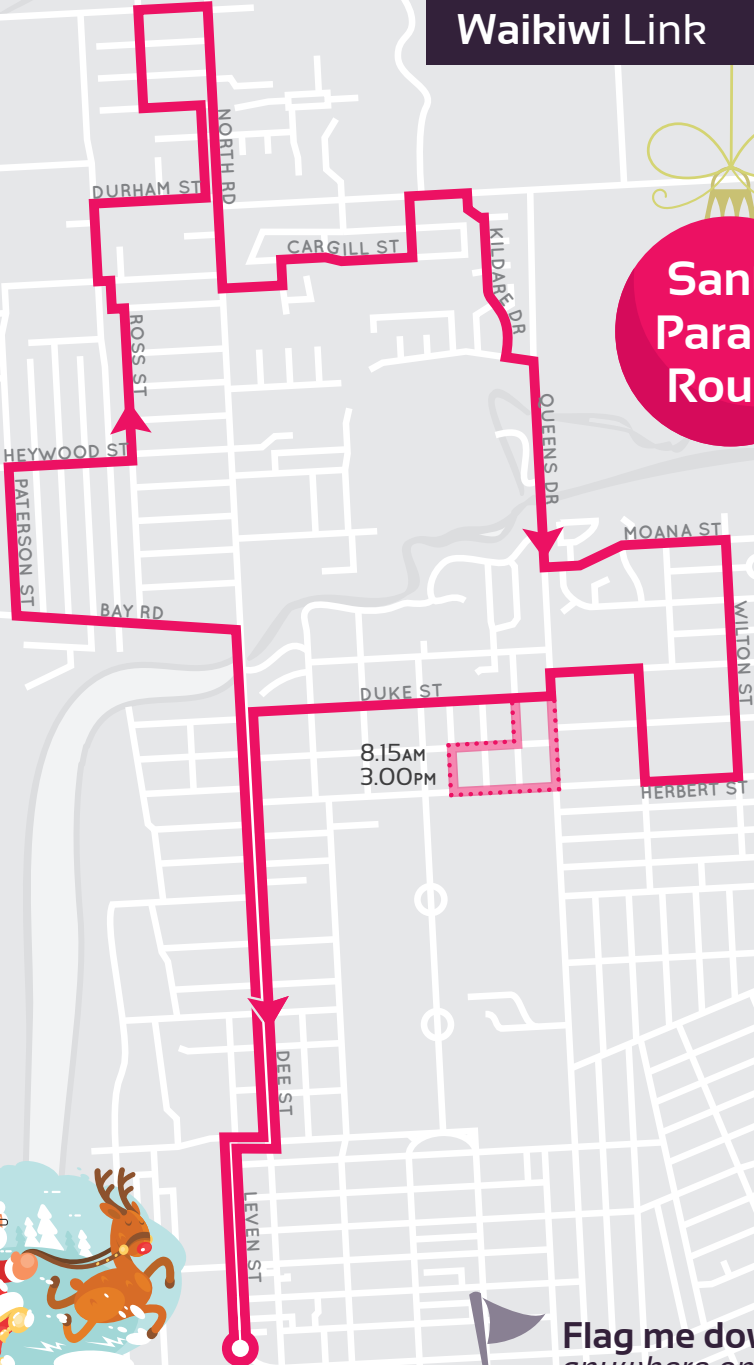 Waikiwi Link
NORTH RD
DURHAM ST
CARGILL ST
KILDARE DR
San
Para
Rou
ROSS ST
QUEENS DR
HEYWOOD ST
PATERSON ST
MOANA ST
BAY RD
WILTON ST
DUKE ST
8.15AM
3.00PM
HERBERT ST
DEE ST
LEVEN ST
Flag me dow